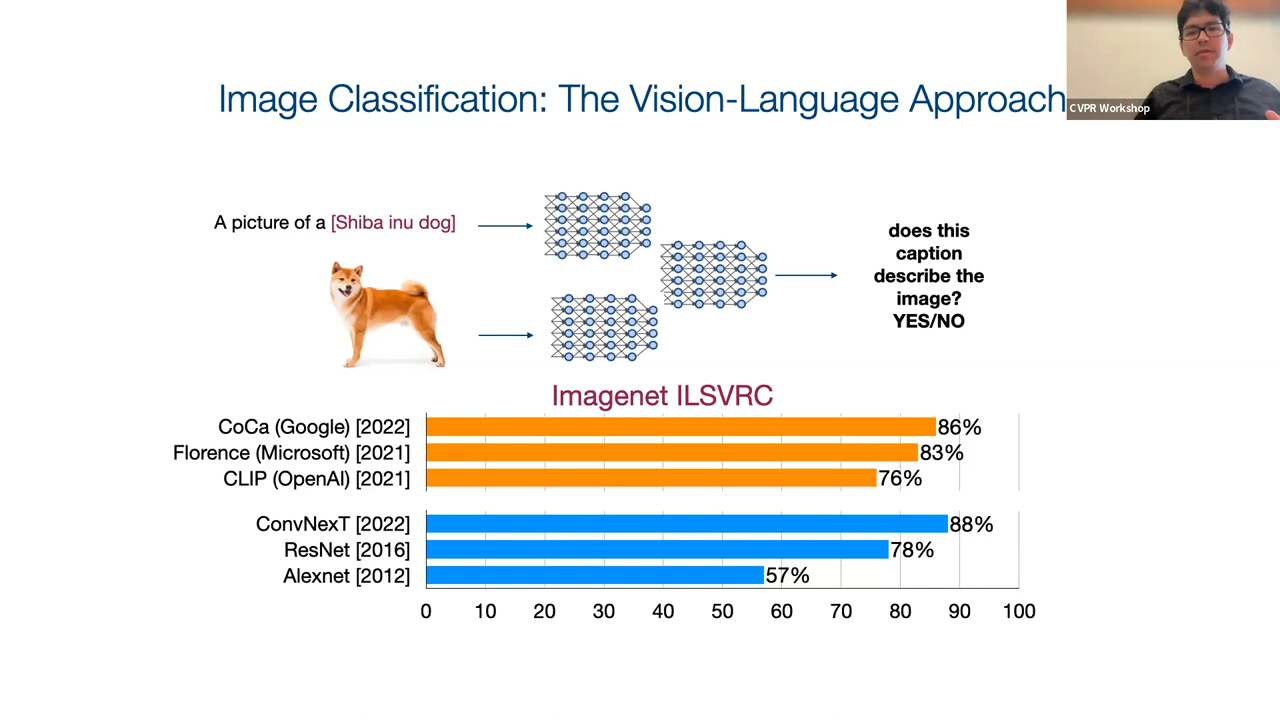 Image Classification: The Vision-Language Approach
CVPR Workshop
A picture of a [Shiba inu dog]
does this
caption
describe the
image?
YES/NO
Imagenet ILSVRC
CoCa (Google) [2022] 86%
Florence (Microsoft) [2021] 83%
CLIP (OpenAI) [2021] 76%
ConvNexT [2022] 88%
ResNet [2016] 78%
Alexnet [2012] 57%
0 10 20 30 40 50 60 70 80 90 100